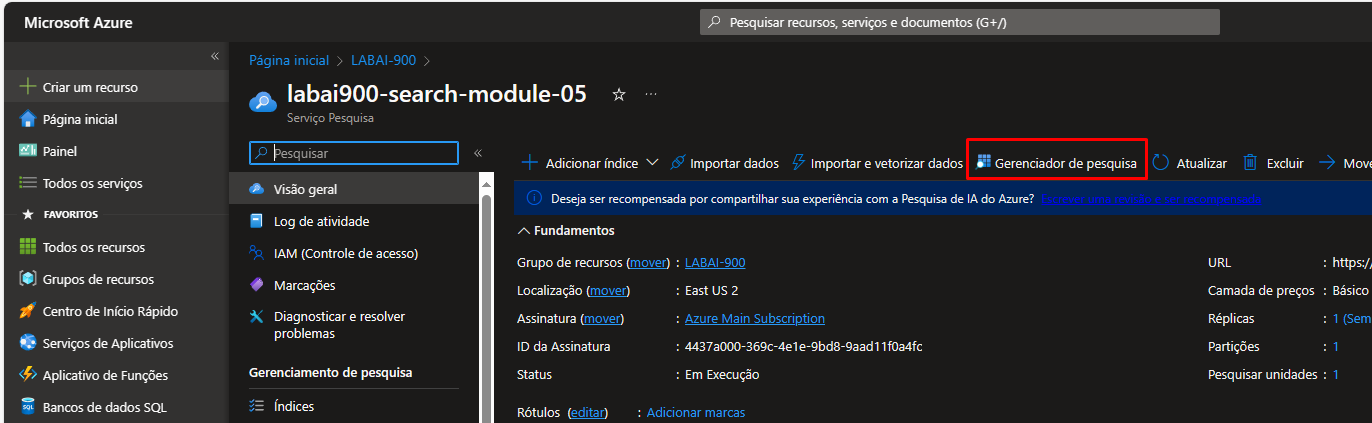 Microsoft Azure
Pesquisar recursos, serviços e documentos (G+/)
«
Criar um recurso
Página inicial
Painel
Todos os serviços
FAVORITOS
Todos os recursos
Grupos de recursos
Centro de Início Rápido
Serviços de Aplicativos
Aplicativo de Funções
Bancos de dados SQL
Página inicial > LABAI-900 >
labai900-search-module-05
Serviço Pesquisa
Pesquisar
«
Visão geral
Log de atividade
IAM (Controle de acesso)
Marcações
Diagnosticar e resolver
problemas
Gerenciamento de pesquisa
Índices
Adicionar índice Importar dados Importar e vetorizar dados Gerenciador de pesquisa Atualizar Excluir Move
Deseja ser recompensada por compartilhar sua experiência com a Pesquisa de IA do Azure?
Fundamentos
Grupo de recursos (mover) : LABAI-900
Localização (mover) : East US 2
Assinatura (mover) : Azure Main Subscription
ID da Assinatura : 4437a000-369c-4e1e-9bd8-9aad11f0a4fc
Status : Em Execução
Rótulos (editar) : Adicionar marcas
URL : https:/
Camada de preços : Básico
Réplicas : 1 (Sem
Partições : 1
Pesquisar unidades : 1